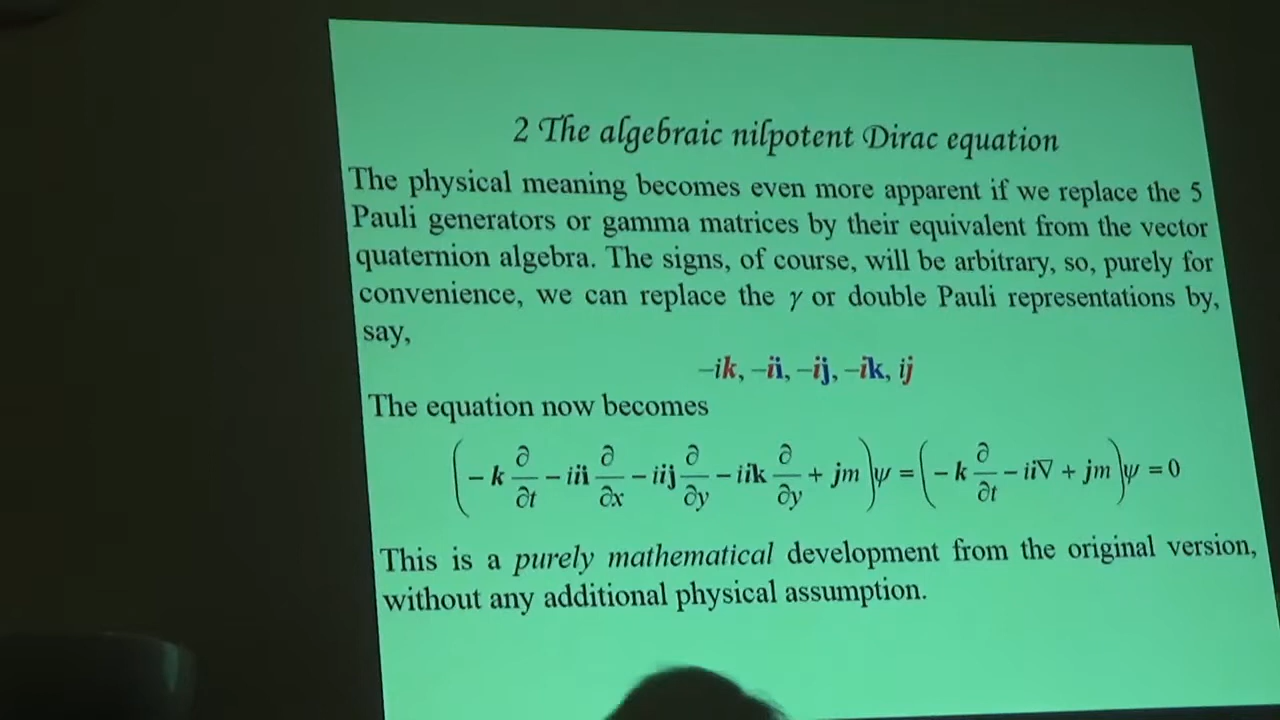 2 The algebraic nilpotent Dirac equation
The physical meaning becomes even more apparent if we replace the 5
Pauli generators or gamma matrices by their equivalent from the vector
quaternion algebra. The signs, of course, will be arbitrary, so, purely for
convenience, we can replace the γ or double Pauli representations by,
say,
–ik, –ii, –ij, –ik, ij
The equation now becomes
(– k ∂/∂t – iii ∂/∂x – iij ∂/∂y – iik ∂/∂y + jm)ψ = (– k ∂/∂t – ii∇ + jm)ψ = 0
This is a purely mathematical development from the original version,
without any additional physical assumption.